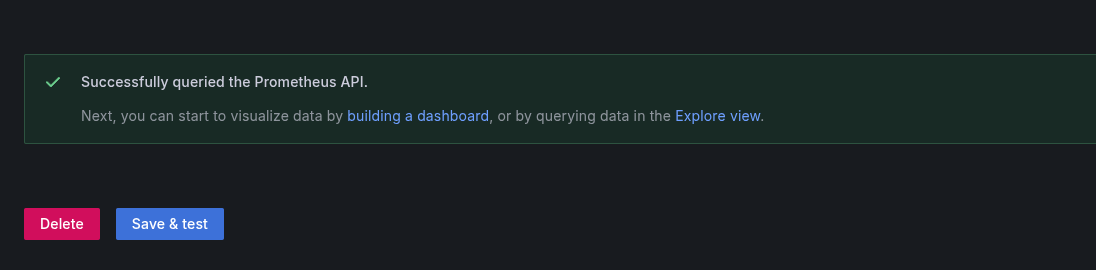 Successfully queried the Prometheus API.
Next, you can start to visualize data by building a dashboard, or by querying data in the Explore view.
Delete
Save & test